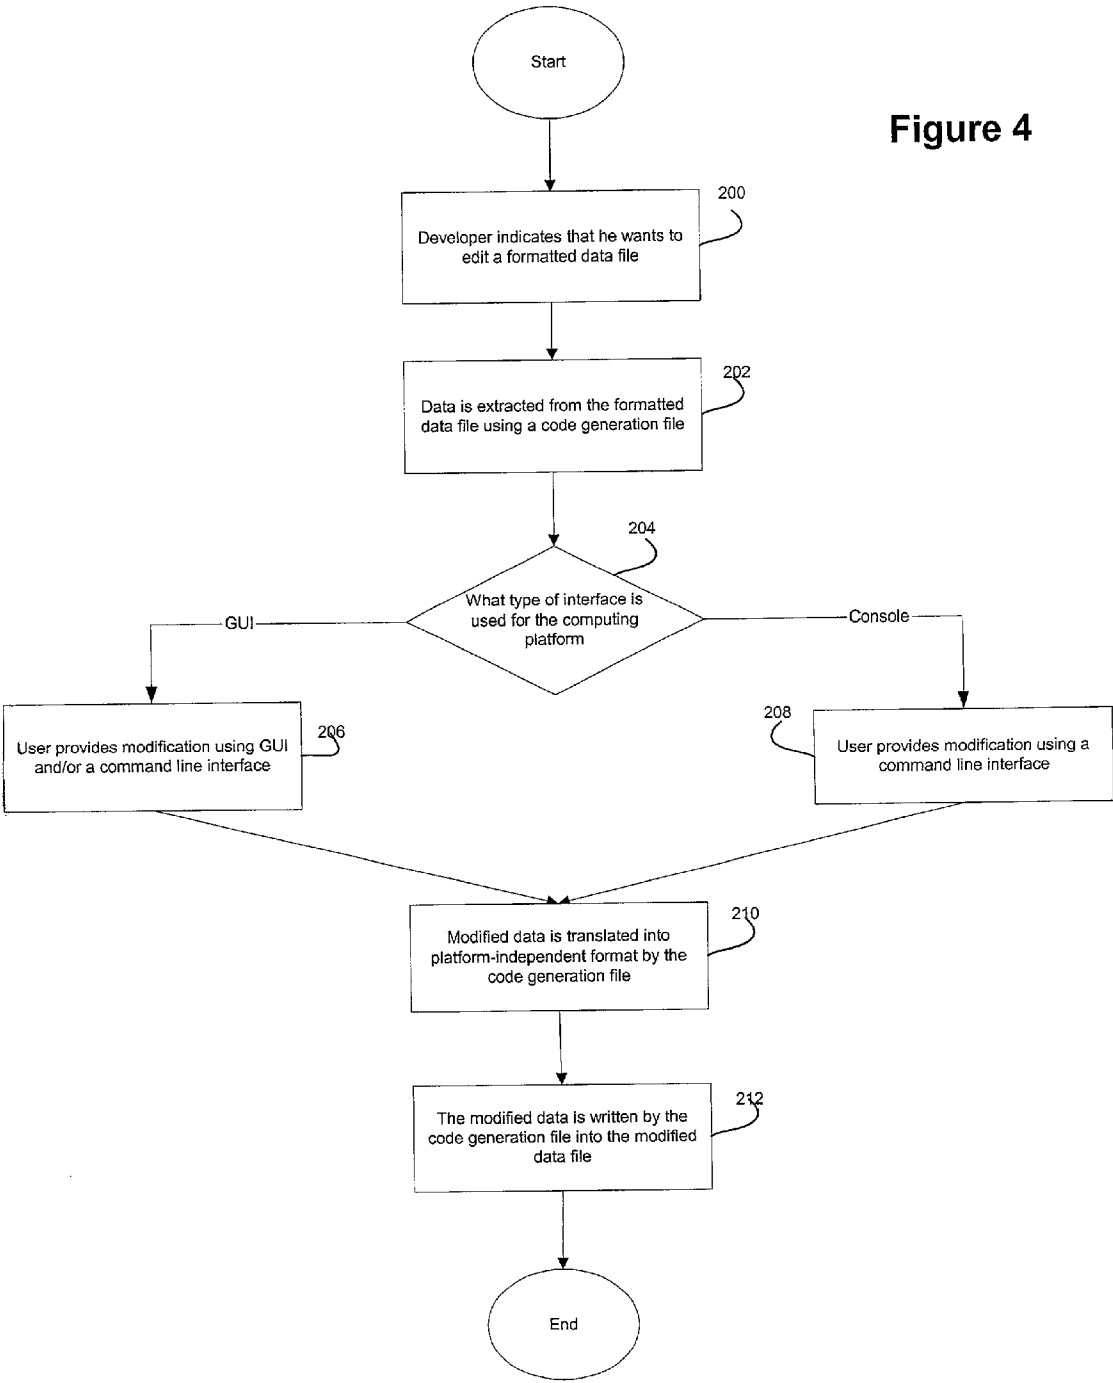 Start
Figure 4
200
Developer indicates that he wants to
edit a formatted data file
202
Data is extracted from the formatted
data file using a code generation file
204
What type of interface is
used for the computing
platform
GUI
Console
206
User provides modification using GUI
and/or a command line interface
208
User provides modification using a
command line interface
210
Modified data is translated into
platform-independent format by the
code generation file
212
The modified data is written by the
code generation file into the modified
data file
End